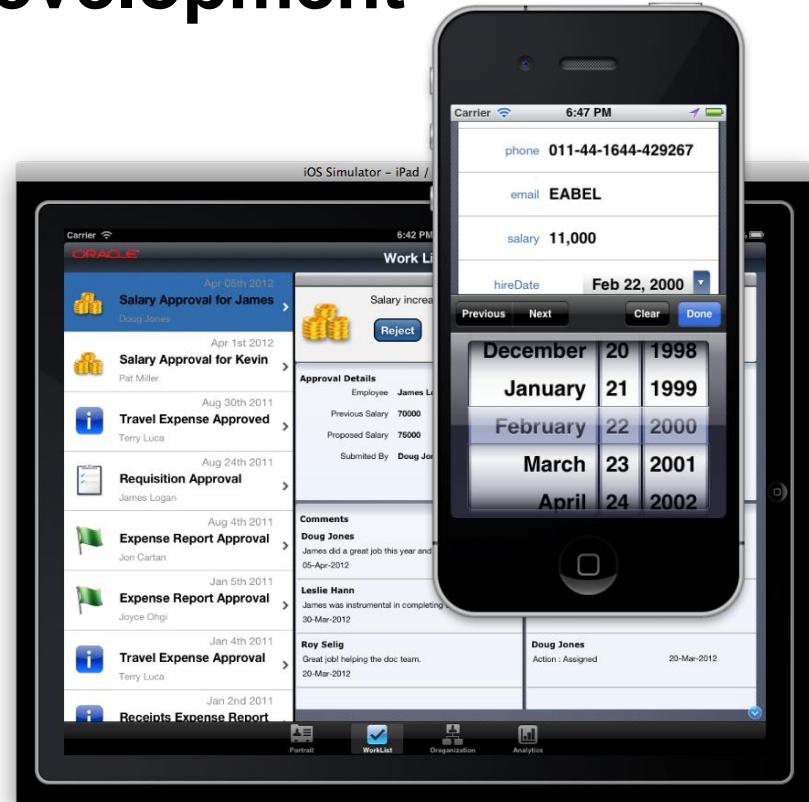 Carrier 6:47 PM
phone 011-44-1644-429267
email EABEL
salary 11,000
hireDate Feb 22, 2000
Previous Next Clear Done
December 20 1998
January 21 1999
February 22 2000
March 23 2001
April 24 2002
iOS Simulator – iPad /
Carrier 6:42 PM
ORACLE
Apr 05th 2012
Salary Approval for James
Doug Jones
Apr 1st 2012
Salary Approval for Kevin
Pat Miller
Aug 30th 2011
Travel Expense Approved
Terry Luca
Aug 24th 2011
Requisition Approval
James Logan
Aug 4th 2011
Expense Report Approval
Jon Cartan
Jan 5th 2011
Expense Report Approval
Joyce Ohgi
Jan 4th 2011
Travel Expense Approval
Terry Luca
Jan 2nd 2011
Receipts Expense Report
Work
Salary
Reject
Approval Details
Employee James
Previous Salary 70000
Proposed Salary 75000
Submited By Doug
Comments
Doug Jones
James did a great job this year and
05-Apr-2012
Leslie Hann
James was instrumental in completing
30-Mar-2012
Roy Selig
Great job! helping the doc team.
20-Mar-2012
Doug Jones
Action : Assigned 20-Mar-2012
Portrait WorkList Oraganization Analytics